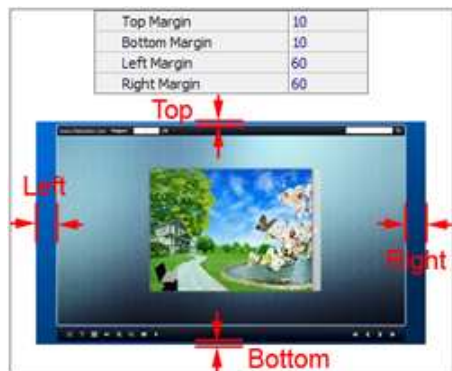 Top Margin 10
Bottom Margin 10
Left Margin 60
Right Margin 60
Top
Left
Right
Bottom